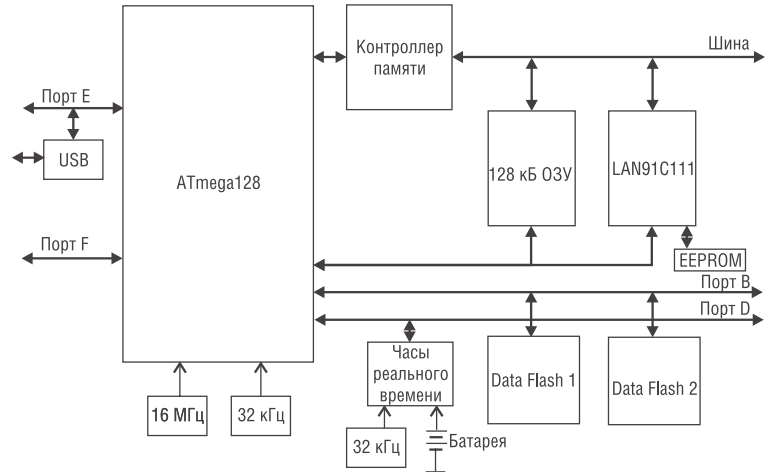 Контроллер
памяти
Шина
Порт E
USB
ATmega128
128 кБ ОЗУ
LAN91C111
Порт F
EEPROM
Порт B
Порт D
Часы
реального
времени
Data Flash 1
Data Flash 2
16 МГц
32 кГц
32 кГц
Батарея